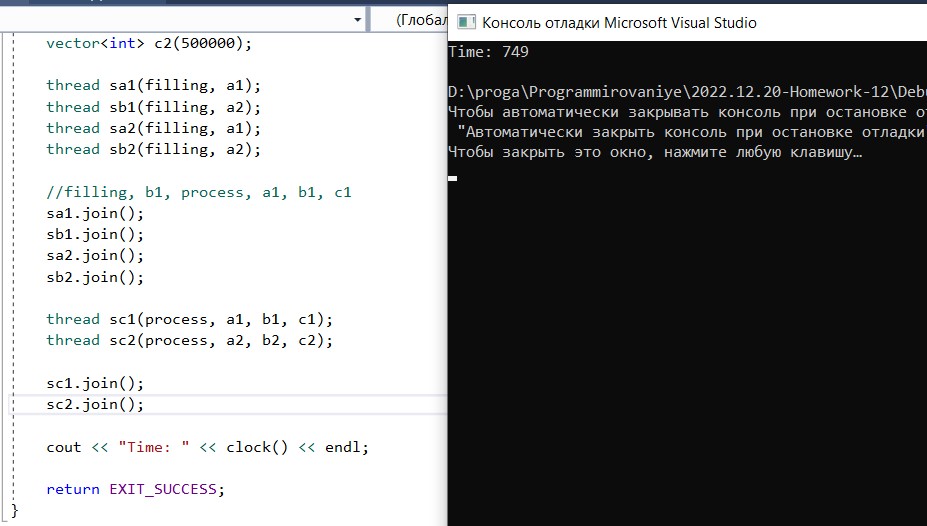 (Глобал
vector<int> c2(500000);
thread sa1(filling, a1);
thread sb1(filling, a2);
thread sa2(filling, a1);
thread sb2(filling, a2);
//filling, b1, process, a1, b1, c1
sa1.join();
sb1.join();
sa2.join();
sb2.join();
thread sc1(process, a1, b1, c1);
thread sc2(process, a2, b2, c2);
sc1.join();
sc2.join();
cout << "Time: " << clock() << endl;
return EXIT_SUCCESS;
}
Консоль отладки Microsoft Visual Studio
Time: 749
D:\proga\Programmirovaniye\2022.12.20-Homework-12\Deb
Чтобы автоматически закрывать консоль при остановке от
"Автоматически закрыть консоль при остановке отладки
Чтобы закрыть это окно, нажмите любую клавишу…